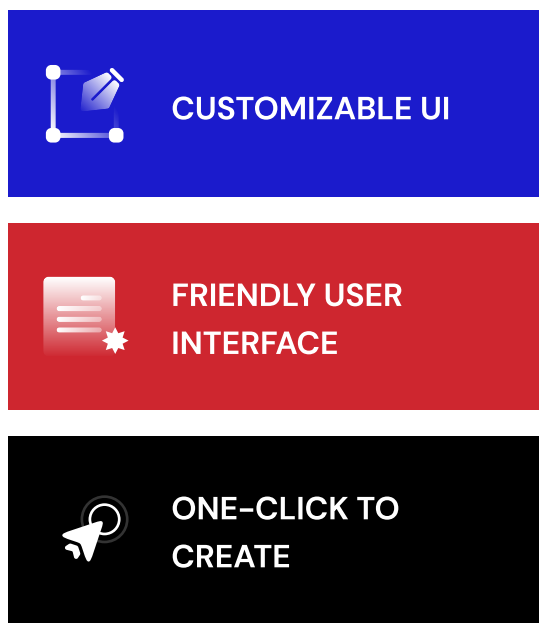 CUSTOMIZABLE UI
FRIENDLY USER
INTERFACE
ONE-CLICK TO
CREATE